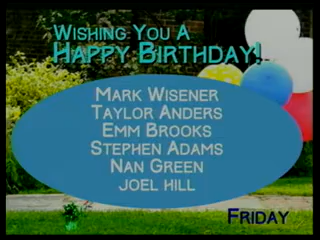 Wishing You A
Happy Birthday!
Mark Wisener
Taylor Anders
Emm Brooks
Stephen Adams
Nan Green
JOEL HILL
Friday